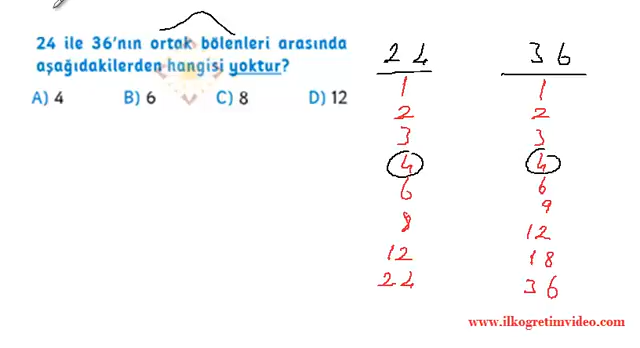 24 ile 36'nın ortak bölenleri arasında
aşağıdakilerden hangisi yoktur?
A) 4 B) 6 C) 8 D) 12
24 36
1 1
2 2
3 3
4 4
6 6
8 9
12 12
24 18
36
www.ilkogretimvideo.com